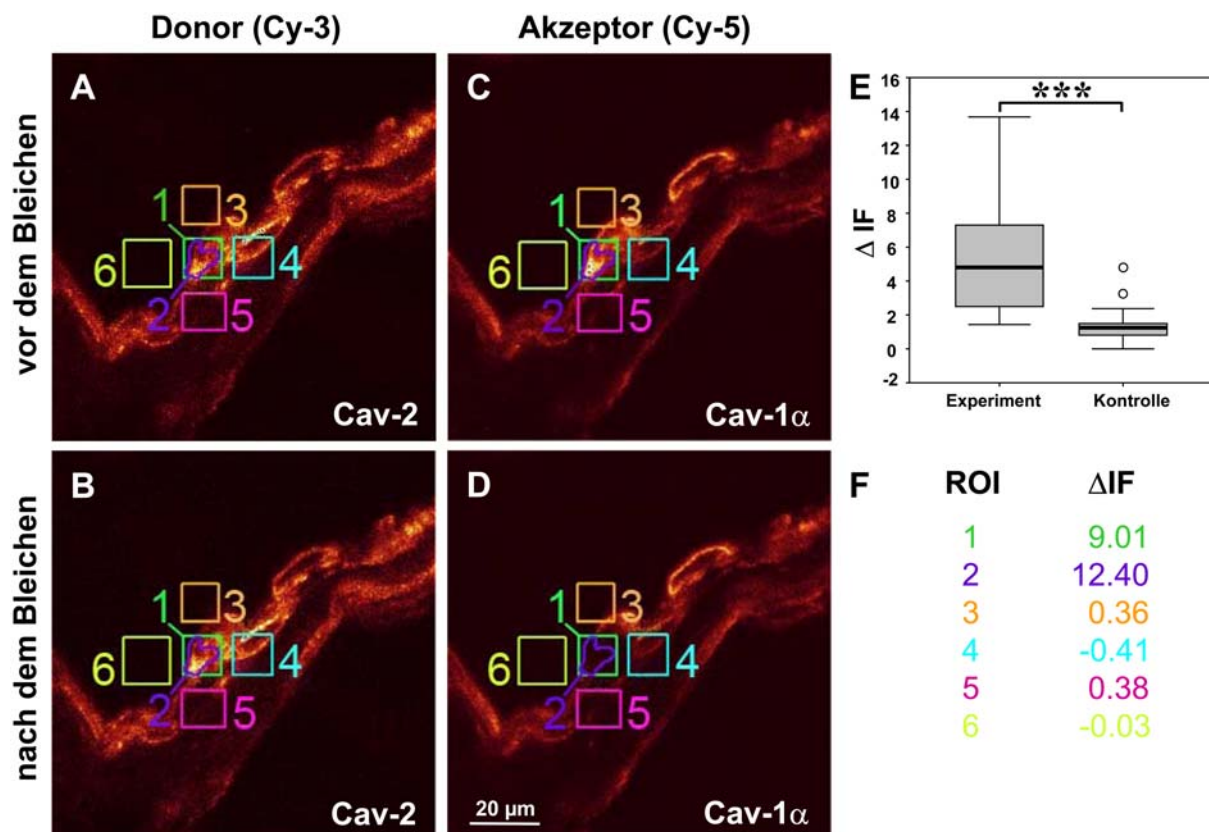 Donor (Cy-3)
Akzeptor (Cy-5)
vor dem Bleichen
A
1
3
6
4
2
5
Cav-2
C
1
3
6
4
2
5
Cav-1α
E
16
14
12
10
8
6
4
2
0
-2
Δ IF
***
Experiment
Kontrolle
nach dem Bleichen
B
1
3
6
4
2
5
Cav-2
D
1
3
6
4
2
5
20 µm
Cav-1α
F
ROI ΔIF
1 9.01
2 12.40
3 0.36
4 -0.41
5 0.38
6 -0.03